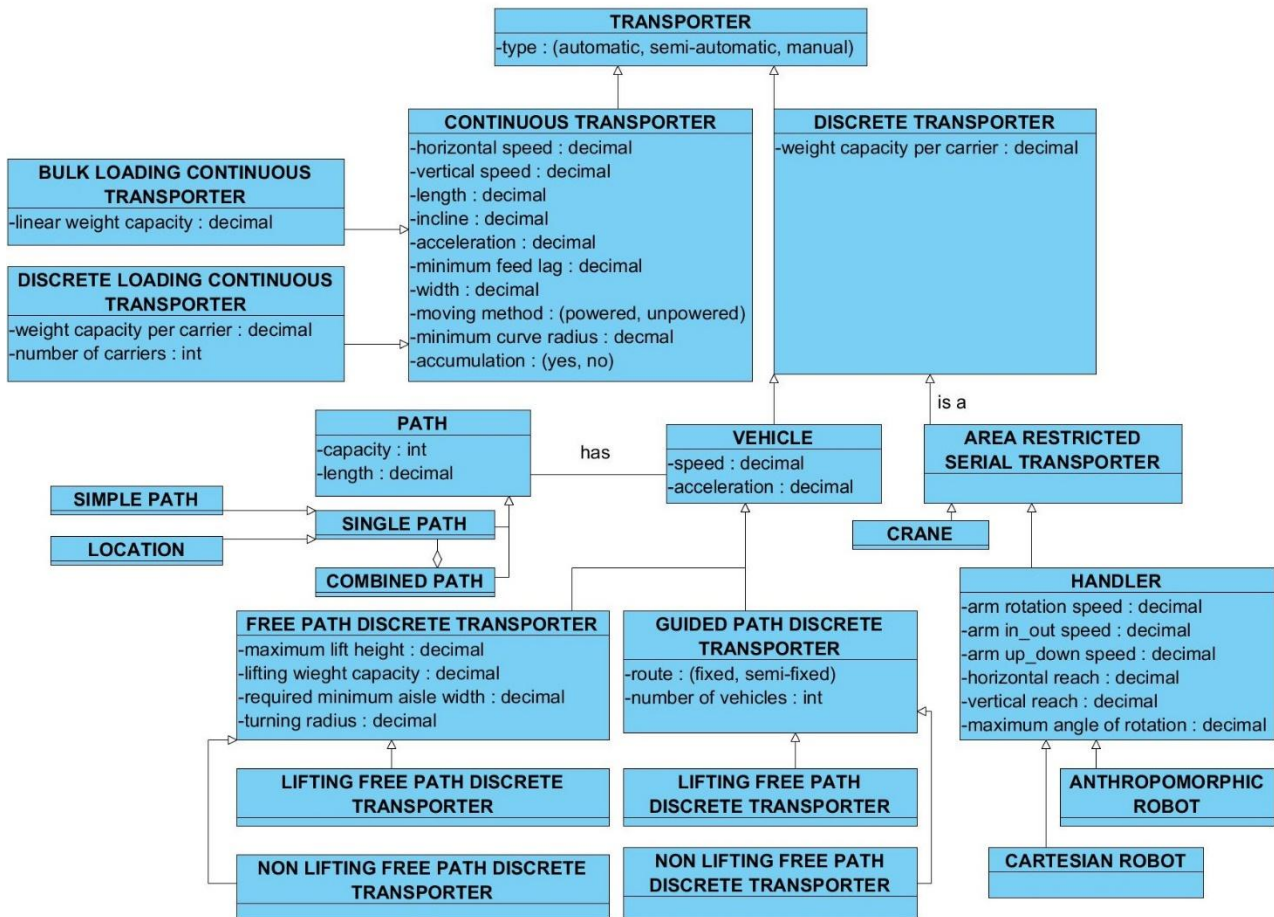 TRANSPORTER
-type : (automatic, semi-automatic, manual)
CONTINUOUS TRANSPORTER
-horizontal speed : decimal
-vertical speed : decimal
-length : decimal
-incline : decimal
-acceleration : decimal
-minimum feed lag : decimal
-width : decimal
-moving method : (powered, unpowered)
-minimum curve radius : decmal
-accumulation : (yes, no)
DISCRETE TRANSPORTER
-weight capacity per carrier : decimal
BULK LOADING CONTINUOUS
TRANSPORTER
-linear weight capacity : decimal
DISCRETE LOADING CONTINUOUS
TRANSPORTER
-weight capacity per carrier : decimal
-number of carriers : int
is a
PATH
-capacity : int
-length : decimal
has
VEHICLE
-speed : decimal
-acceleration : decimal
AREA RESTRICTED
SERIAL TRANSPORTER
SIMPLE PATH
SINGLE PATH
LOCATION
COMBINED PATH
CRANE
HANDLER
-arm rotation speed : decimal
-arm in_out speed : decimal
-arm up_down speed : decimal
-horizontal reach : decimal
-vertical reach : decimal
-maximum angle of rotation : decimal
FREE PATH DISCRETE TRANSPORTER
-maximum lift height : decimal
-lifting wieght capacity : decimal
-required minimum aisle width : decimal
-turning radius : decimal
GUIDED PATH DISCRETE
TRANSPORTER
-route : (fixed, semi-fixed)
-number of vehicles : int
LIFTING FREE PATH DISCRETE
TRANSPORTER
LIFTING FREE PATH
DISCRETE TRANSPORTER
ANTHROPOMORPHIC
ROBOT
NON LIFTING FREE PATH DISCRETE
TRANSPORTER
NON LIFTING FREE PATH
DISCRETE TRANSPORTER
CARTESIAN ROBOT